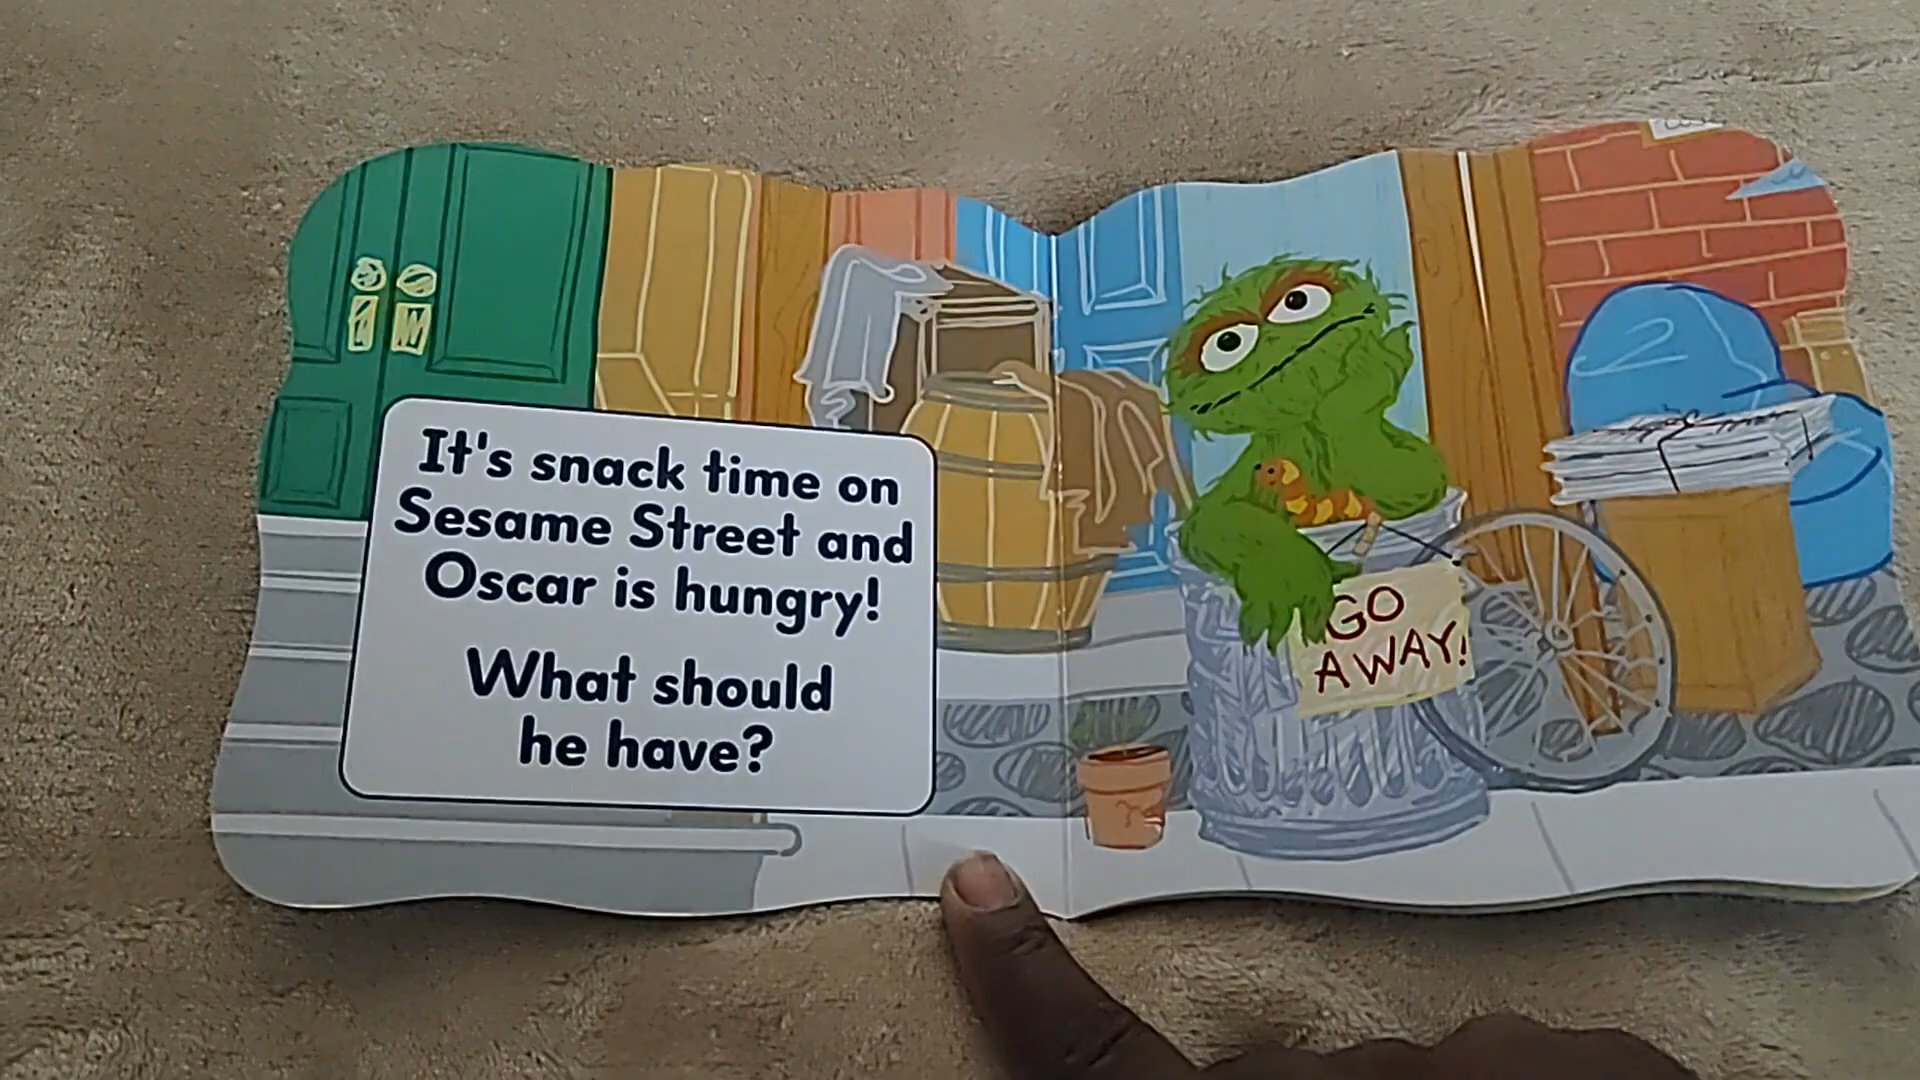 It's snack time on
Sesame Street and
Oscar is hungry!
What should
he have?
GO
AWAY!